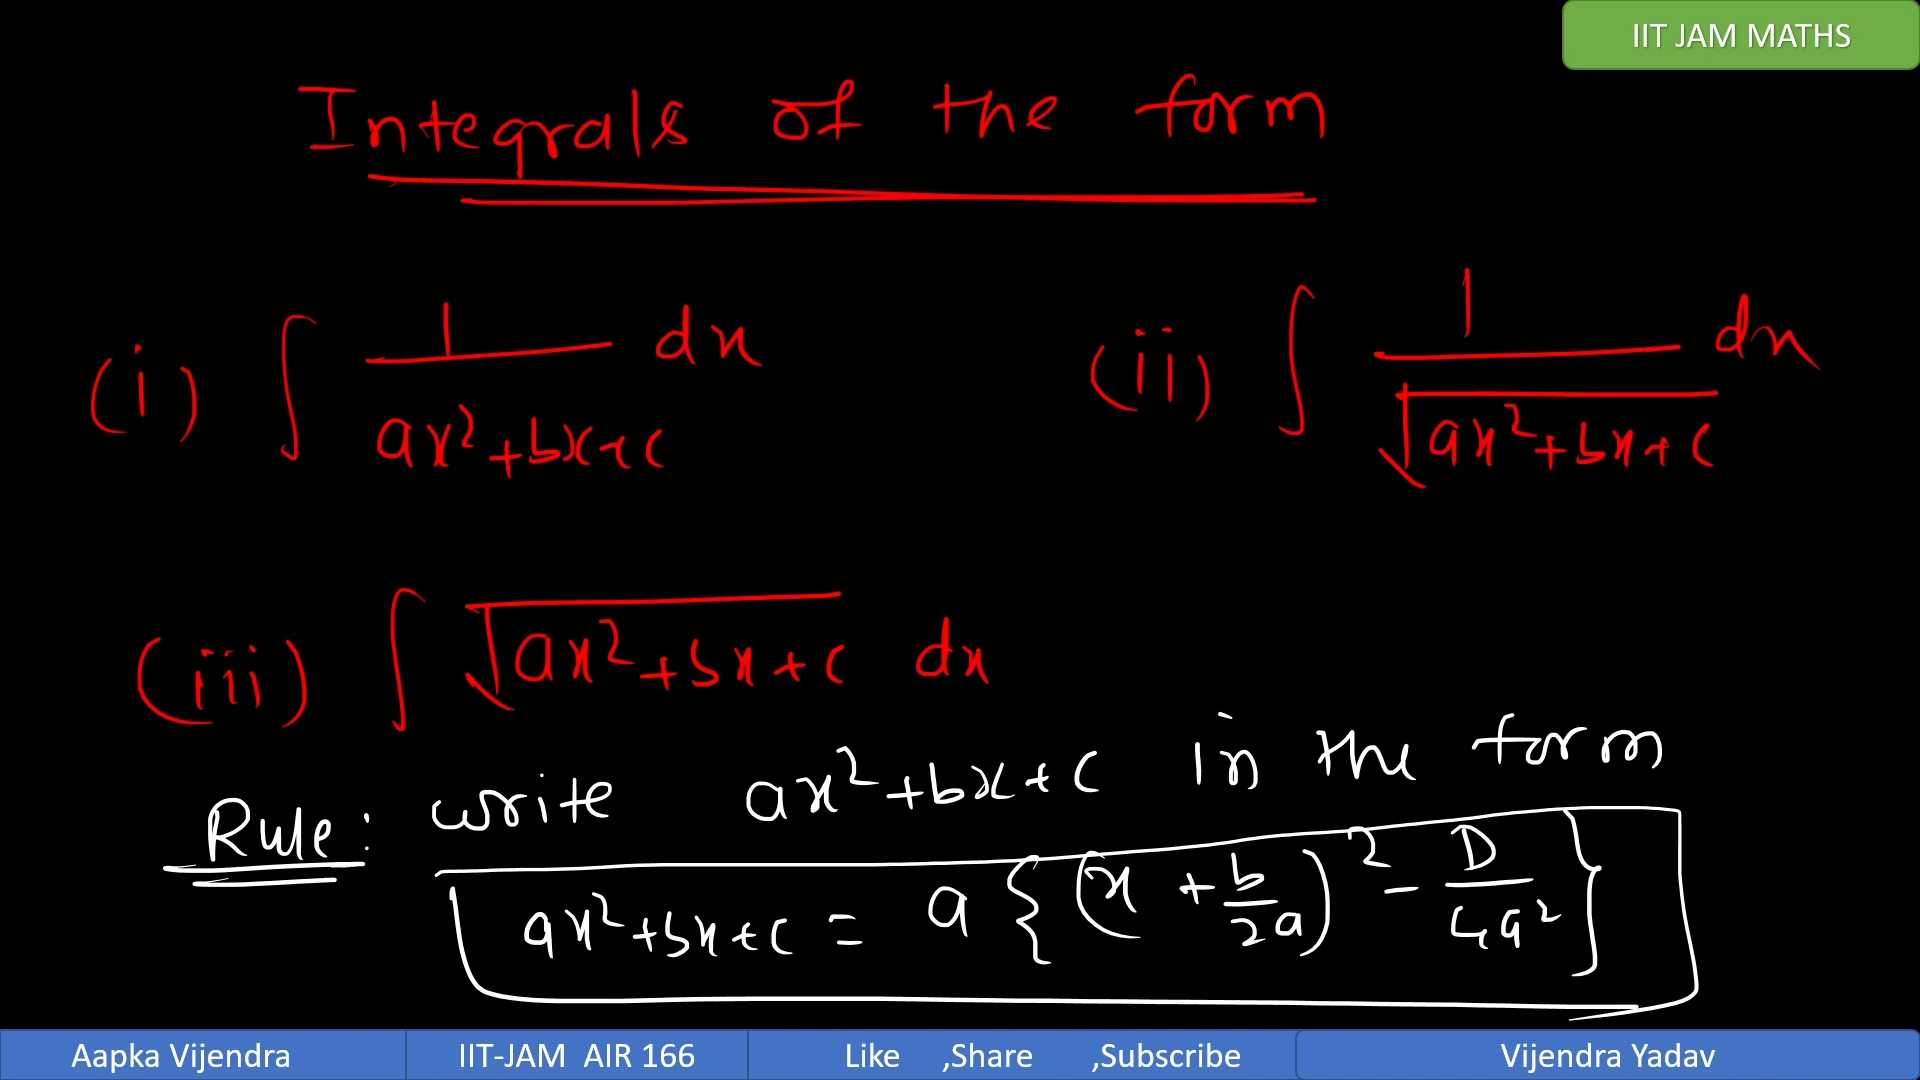 IIT JAM MATHS
Integrals of the form
(i) ∫ 1/(ax²+bx+c) dx (ii) ∫ 1/√(ax²+bx+c) dx
(iii) ∫ √(ax²+bx+c) dx
Rule: write ax²+bx+c in the form
ax²+bx+c = a {(x + b/2a)² - D/4a²}
Aapka Vijendra IIT-JAM AIR 166 Like ,Share ,Subscribe Vijendra Yadav